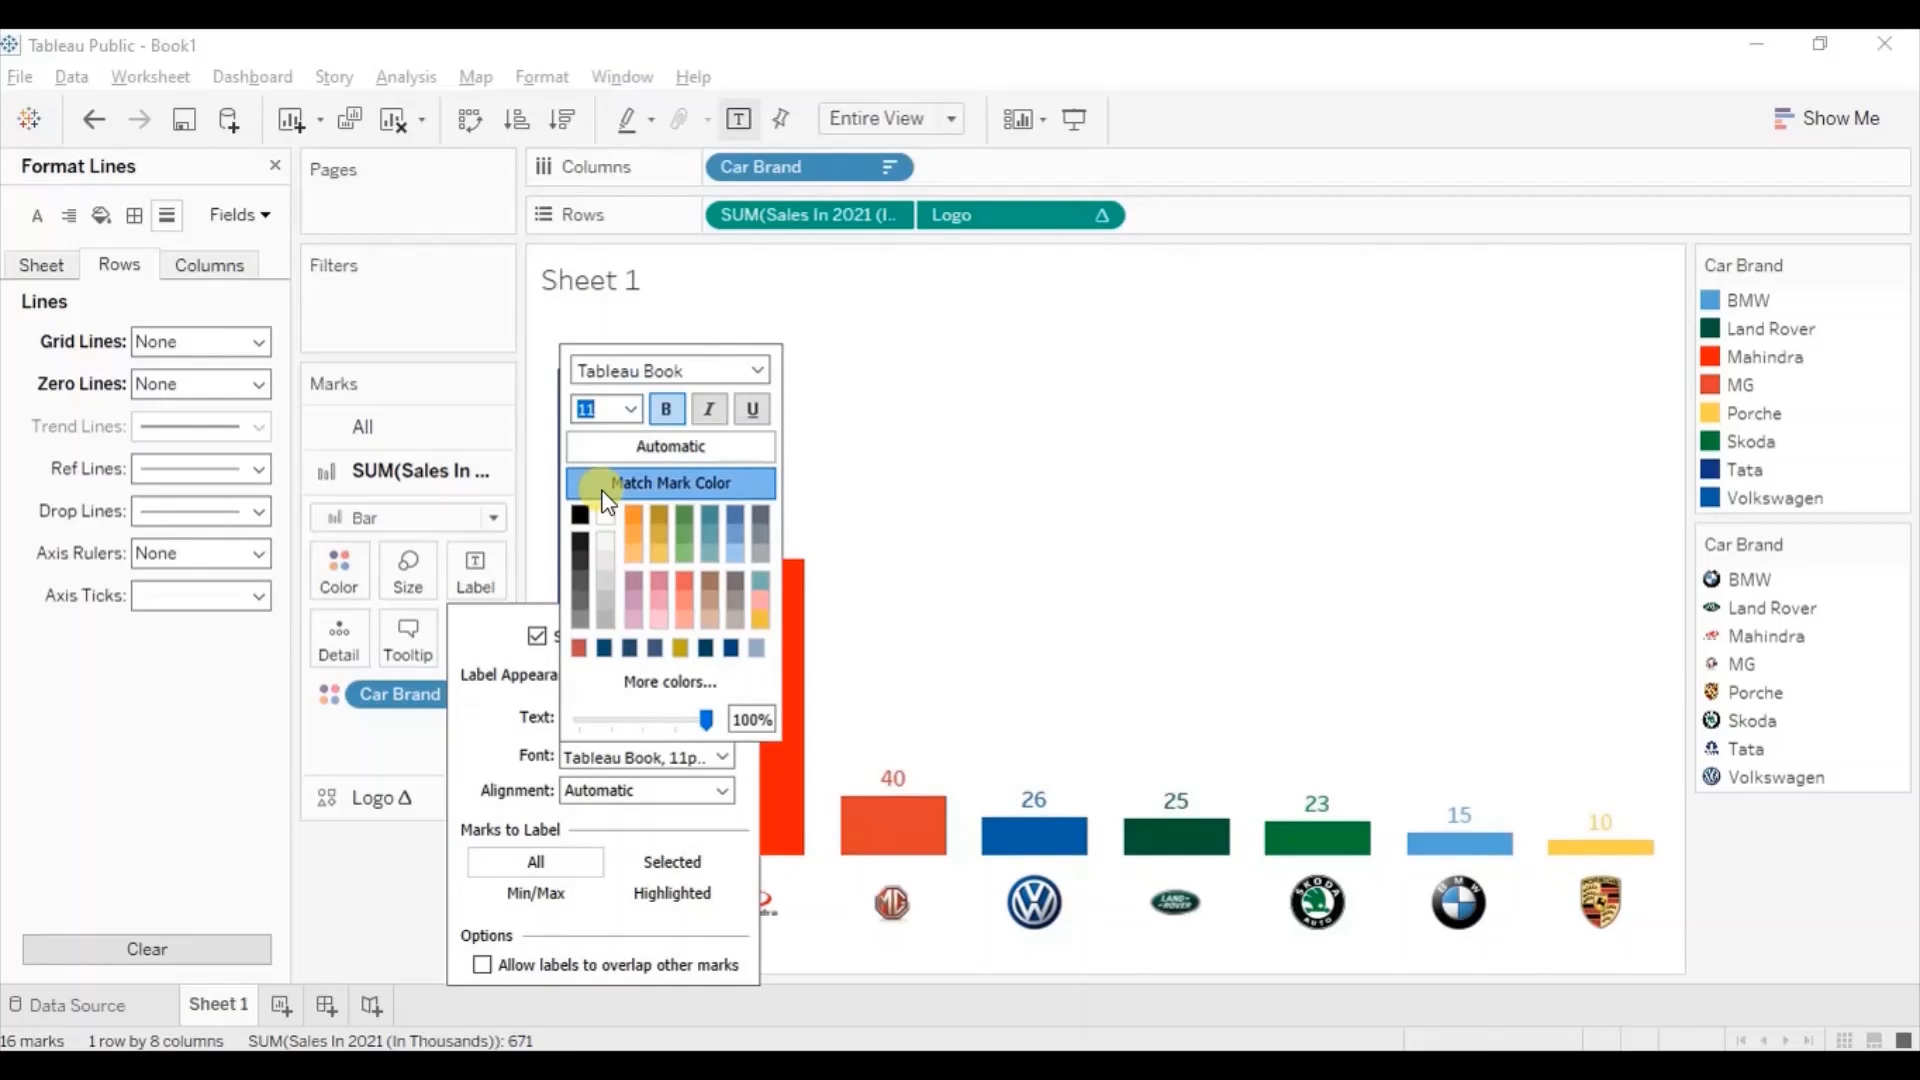 Tableau Public - Book1
File Data Worksheet Dashboard Story Analysis Map Format Window Help
Entire View
Show Me
Format Lines
Fields
Sheet Rows Columns
Lines
Grid Lines: None
Zero Lines: None
Trend Lines:
Ref Lines:
Drop Lines:
Axis Rulers: None
Axis Ticks:
Clear
Pages
Filters
Marks
All
SUM(Sales In ...
Bar
Color Size Label
Detail Tooltip
Car Brand
Logo Δ
Columns Car Brand
Rows SUM(Sales In 2021 (I.. Logo Δ
Sheet 1
Tableau Book
11 B I U
Automatic
Match Mark Color
More colors...
100%
Label Appeara
Text:
Font: Tableau Book, 11p..
Alignment: Automatic
Marks to Label
All Selected
Min/Max Highlighted
Options
Allow labels to overlap other marks
40 26 25 23 15 10
MG
LAND-ROVER
SKODA AUTO
BMW
Car Brand
BMW
Land Rover
Mahindra
MG
Porche
Skoda
Tata
Volkswagen
Car Brand
BMW
Land Rover
Mahindra
MG
Porche
Skoda
Tata
Volkswagen
Data Source Sheet 1
16 marks 1 row by 8 columns SUM(Sales In 2021 (In Thousands)): 671